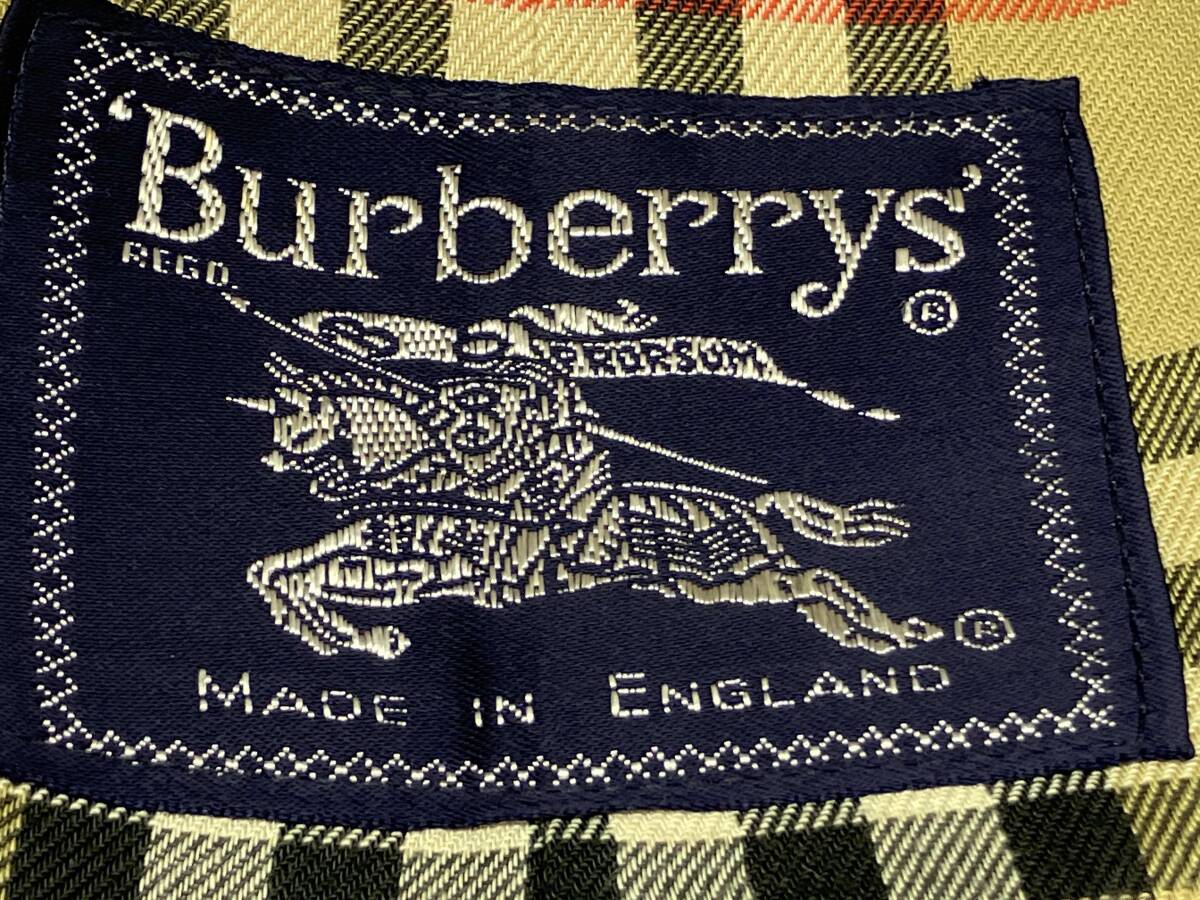 'Burberrys'
REGD.
®
PRORSUM
®
MADE IN ENGLAND